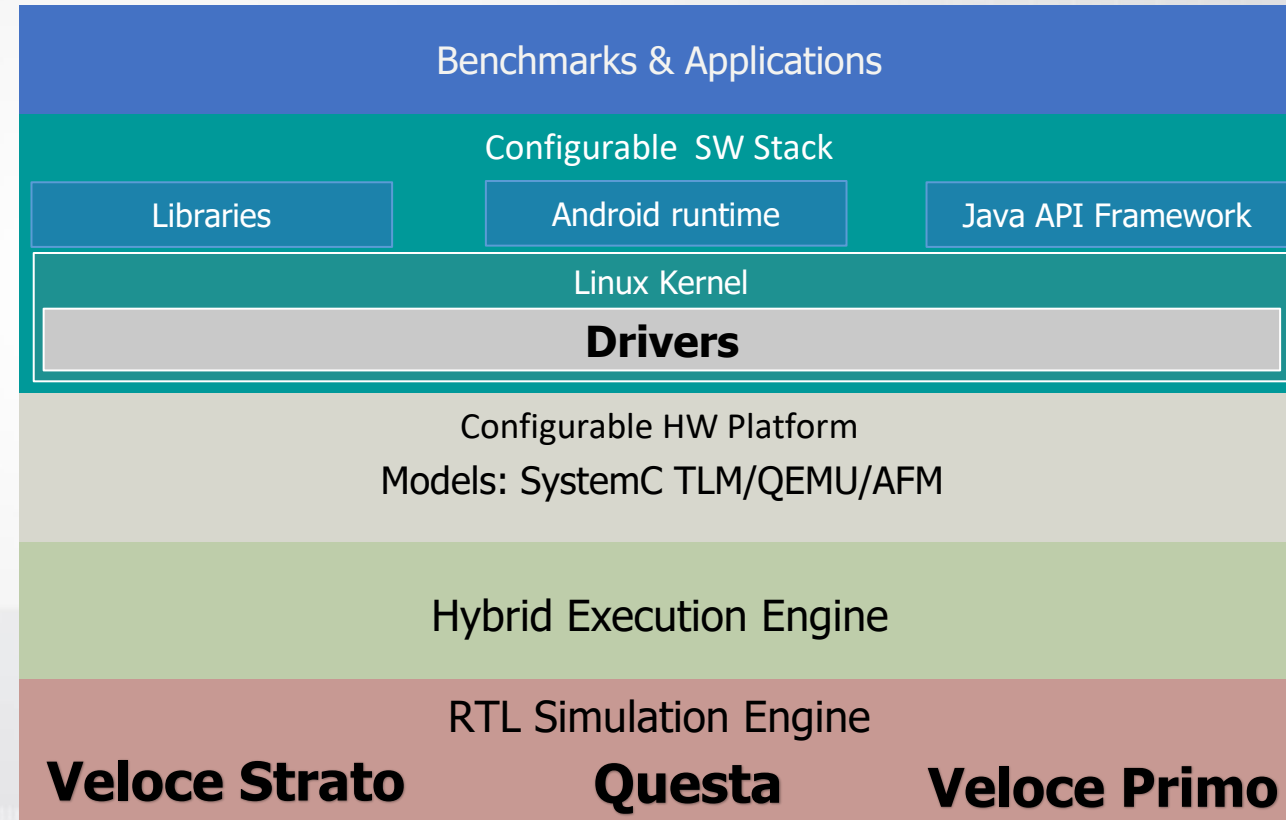 Benchmarks & Applications
Configurable SW Stack
Libraries
Android runtime
Java API Framework
Linux Kernel
Drivers
Configurable HW Platform
Models: SystemC TLM/QEMU/AFM
Hybrid Execution Engine
RTL Simulation Engine
Veloce Strato
Questa
Veloce Primo